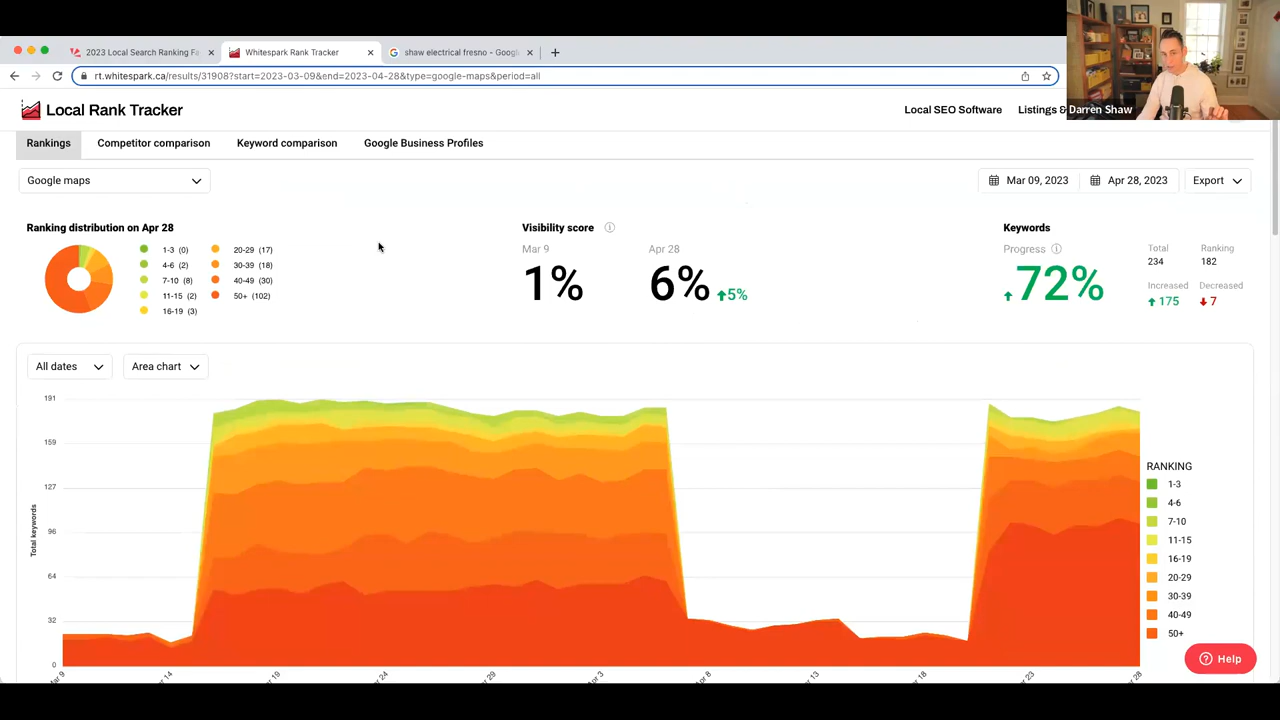 2023 Local Search Ranking Fa
Whitespark Rank Tracker
shaw electrical fresno - Googl
rt.whitespark.ca/results/31908?start=2023-03-09&end=2023-04-28&type=google-maps&period=all
Darren Shaw
Local Rank Tracker
Local SEO Software
Listings &
Rankings
Competitor comparison
Keyword comparison
Google Business Profiles
Google maps
Mar 09, 2023
Apr 28, 2023
Export
Ranking distribution on Apr 28
1-3 (0)
4-6 (2)
7-10 (8)
11-15 (2)
16-19 (3)
20-29 (17)
30-39 (18)
40-49 (30)
50+ (102)
Visibility score
Mar 9
1%
Apr 28
6%
5%
Keywords
Progress
72%
Total
234
Ranking
182
Increased
175
Decreased
7
All dates
Area chart
Total keywords
191
159
127
96
64
32
0
RANKING
1-3
4-6
7-10
11-15
16-19
20-29
30-39
40-49
50+
Help